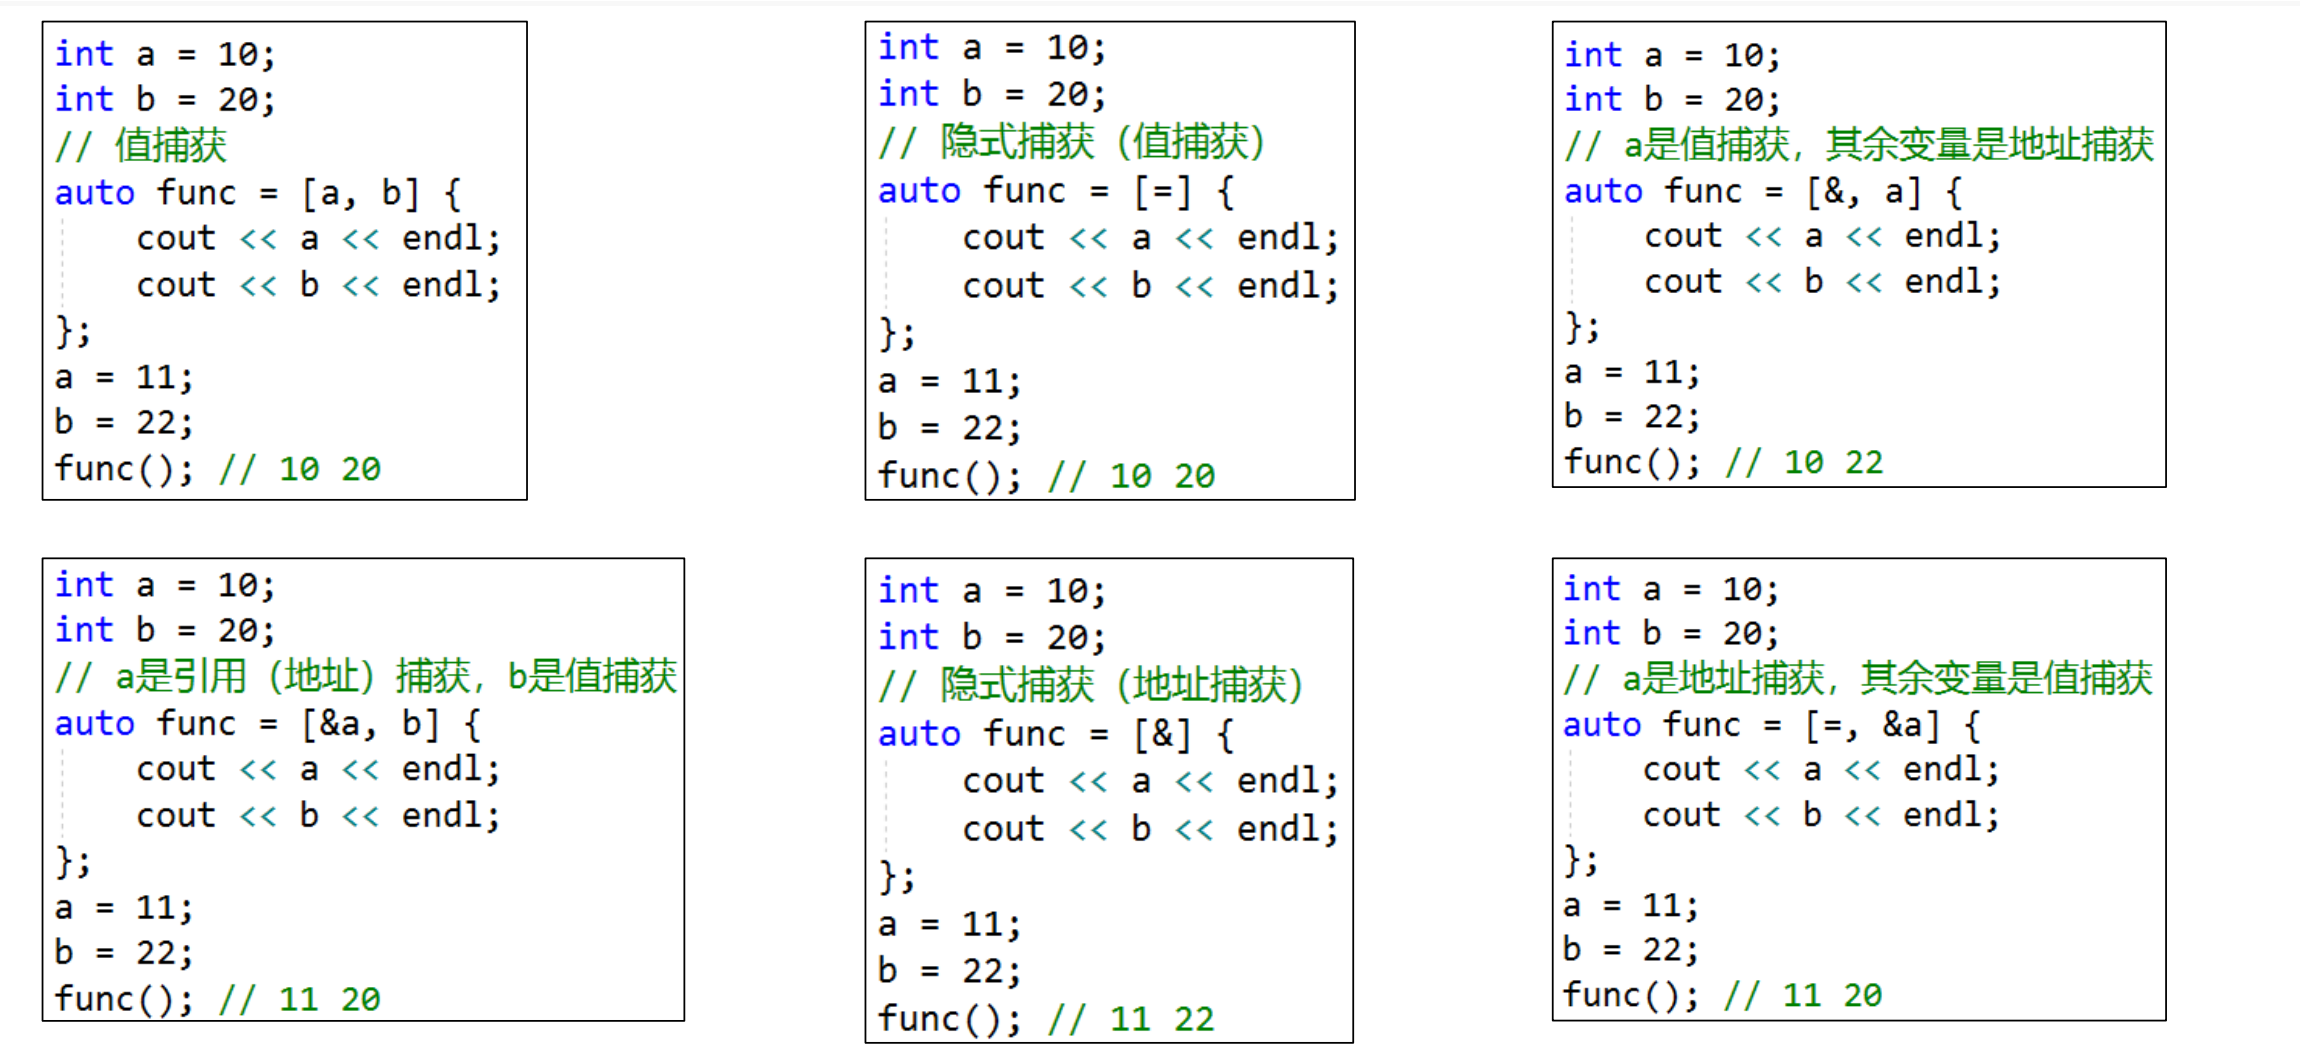 int a = 10;
int b = 20;
// 值捕获
auto func = [a, b] {
    cout << a << endl;
    cout << b << endl;
};
a = 11;
b = 22;
func(); // 10 20
int a = 10;
int b = 20;
// 隐式捕获（值捕获）
auto func = [=] {
    cout << a << endl;
    cout << b << endl;
};
a = 11;
b = 22;
func(); // 10 20
int a = 10;
int b = 20;
// a是值捕获，其余变量是地址捕获
auto func = [&, a] {
    cout << a << endl;
    cout << b << endl;
};
a = 11;
b = 22;
func(); // 10 22
int a = 10;
int b = 20;
// a是引用（地址）捕获，b是值捕获
auto func = [&a, b] {
    cout << a << endl;
    cout << b << endl;
};
a = 11;
b = 22;
func(); // 11 20
int a = 10;
int b = 20;
// 隐式捕获（地址捕获）
auto func = [&] {
    cout << a << endl;
    cout << b << endl;
};
a = 11;
b = 22;
func(); // 11 22
int a = 10;
int b = 20;
// a是地址捕获，其余变量是值捕获
auto func = [=, &a] {
    cout << a << endl;
    cout << b << endl;
};
a = 11;
b = 22;
func(); // 11 20